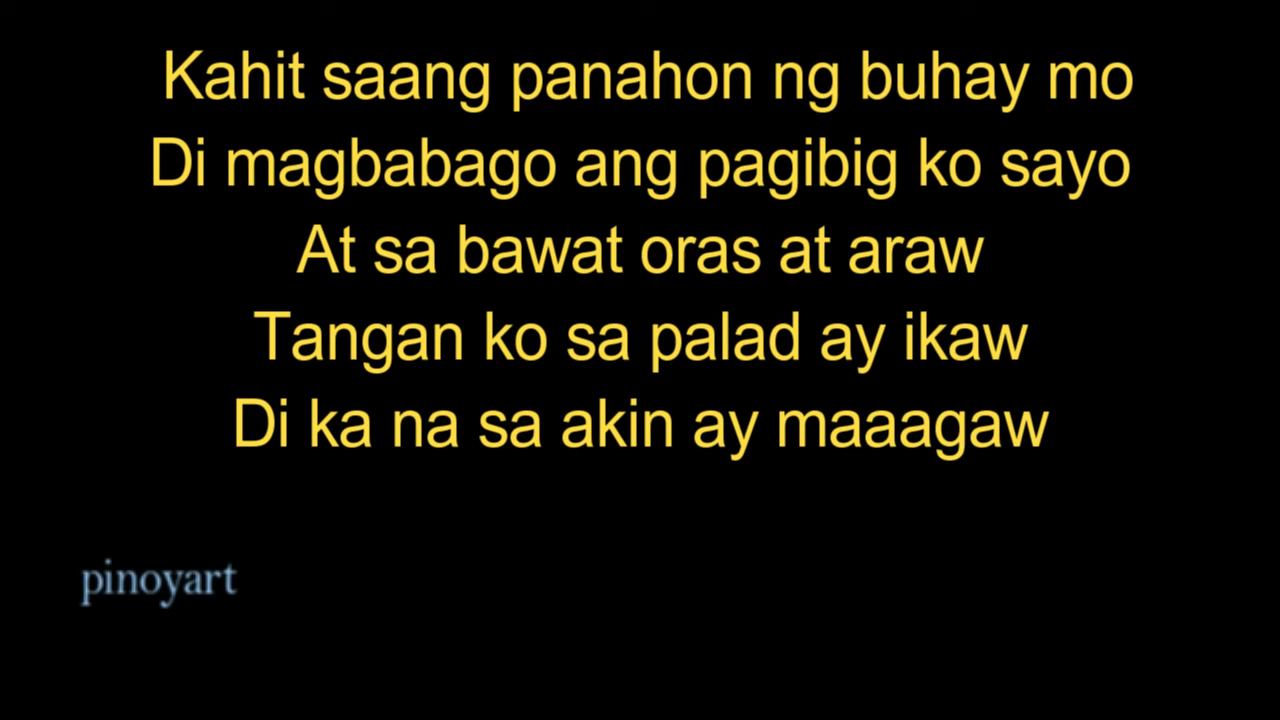 Kahit saang panahon ng buhay mo
Di magbabago ang pagibig ko sayo
At sa bawat oras at araw
Tangan ko sa palad ay ikaw
Di ka na sa akin ay maaagaw
pinoyart